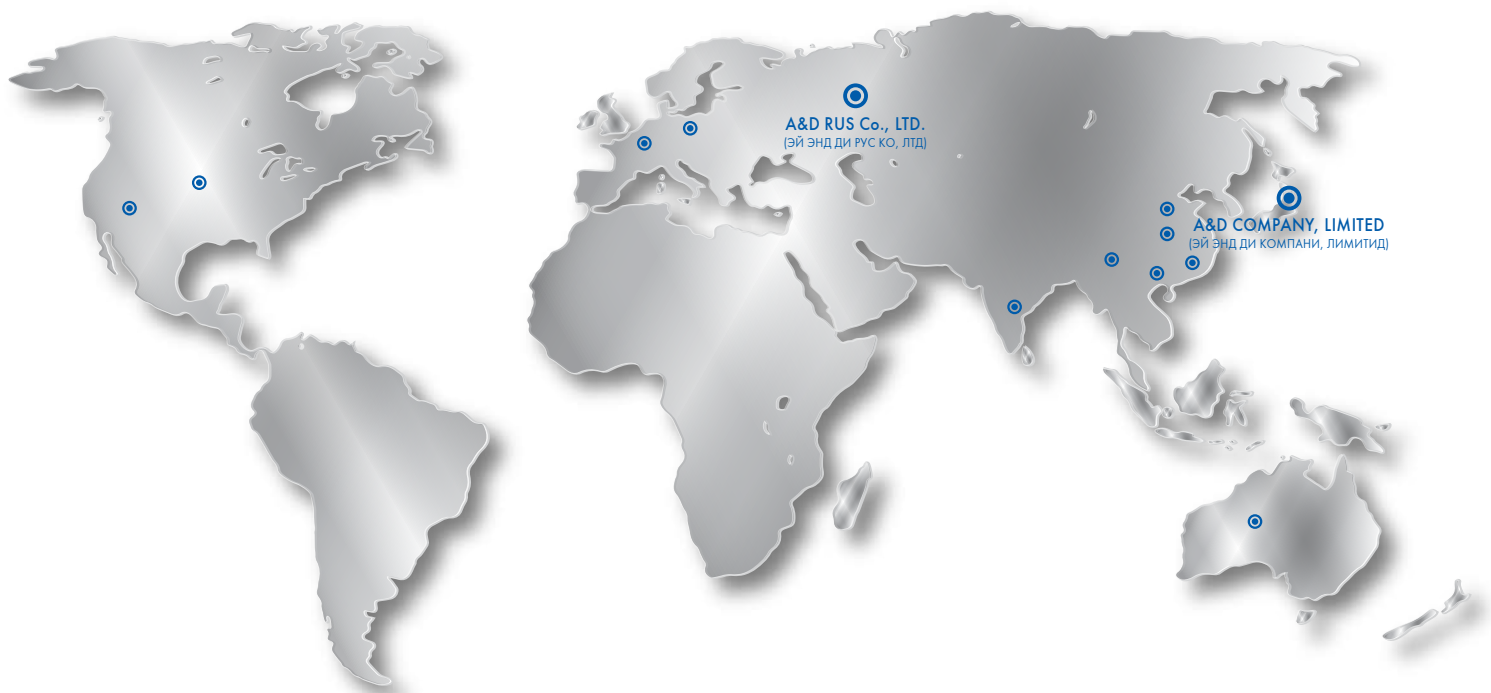 A&D RUS Co., LTD.
(ЭЙ ЭНД ДИ РУС КО, ЛТД)
A&D COMPANY, LIMITED
(ЭЙ ЭНД ДИ КОМПАНИ, ЛИМИТИД)